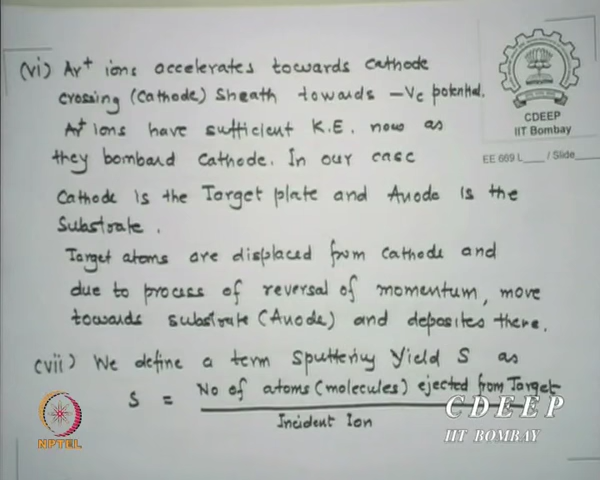 (vi) Ar+ ions accelerates towards cathode
crossing (cathode) Sheath towards -Vc potential.
Ar+ ions have sufficient K.E. now as
they bombard cathode. In our case
Cathode is the Target plate and Anode is the
Substrate.
Target atoms are displaced from cathode and
due to process of reversal of momentum, move
towards substrate (Anode) and deposites there.
(vii) We define a term Sputtering Yield S as
S = No of atoms (molecules) ejected from Target
Incident Ion
CDEEP
IIT Bombay
EE 669 L____ / Slide____
NPTEL
CDEEP
IIT BOMBAY